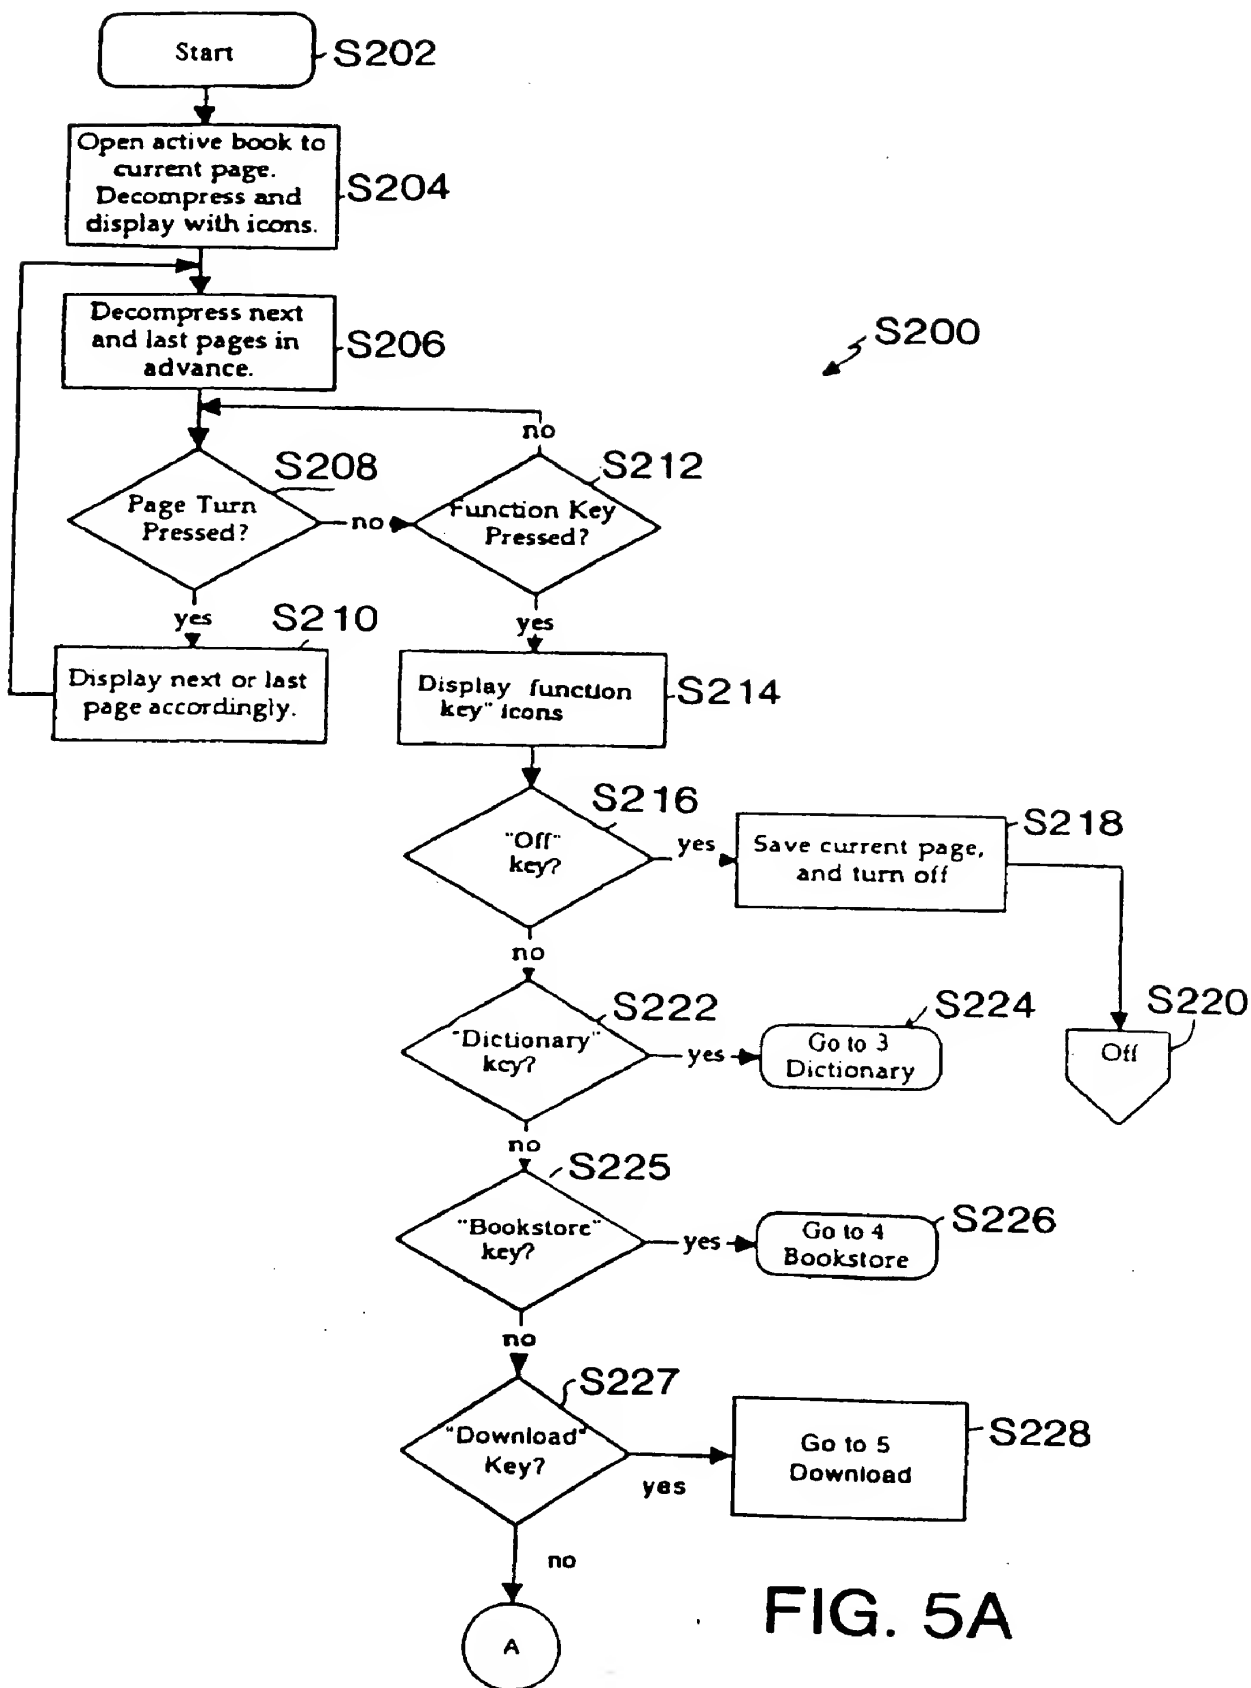 Start
S202
Open active book to
current page.
Decompress and
display with icons.
S204
Decompress next
and last pages in
advance.
S206
S200
no
S208
S212
Page Turn
Pressed?
no
Function Key
Pressed?
yes
S210
yes
Display next or last
page accordingly.
Display function
key" icons
S214
S216
"Off"
key?
yes
Save current page,
and turn off
S218
no
S222
"Dictionary"
key?
yes
Go to 3
Dictionary
S224
S220
Off
no
S225
"Bookstore"
key?
yes
Go to 4
Bookstore
S226
no
S227
"Download"
Key?
yes
Go to 5
Download
S228
no
A
FIG. 5A